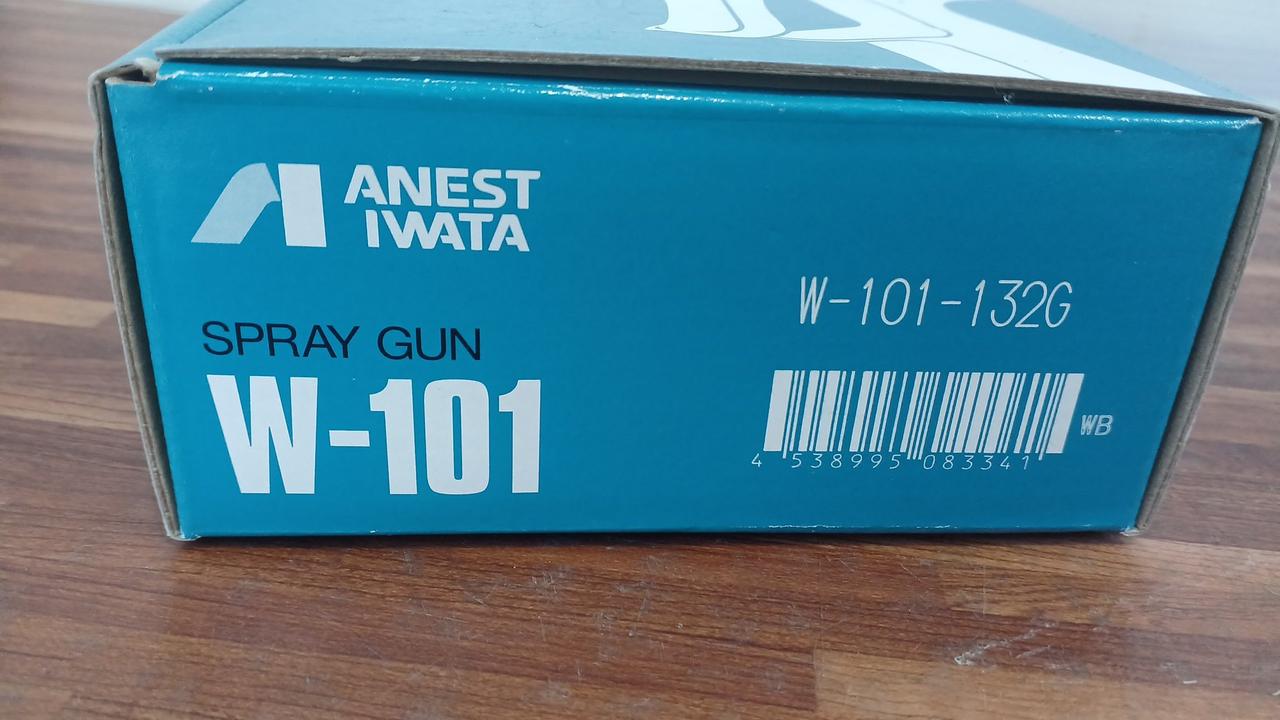 ANEST
IWATA
SPRAY GUN
W-101
W-101-132G
WB
4 538995 083341